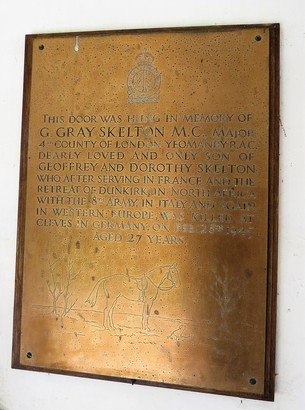 THIS DOOR WAS HUNG IN MEMORY OF
G. GRAY SKELTON M.C. MAJOR
4TH COUNTY OF LONDON YEOMENRY R.A.C.
DEARLY LOVED AND ONLY SON OF
GEOFFREY AND DOROTHY SKELTON
WHO AFTER SERVING IN FRANCE AND THE
RETREAT OF DUNKIRK IN NORTH AFRICA
WITH THE 8TH ARMY, IN ITALY AND AGAIN
IN WESTERN EUROPE, WAS KILLED AT
CLEVES IN GERMANY, ON FEB. 28TH 1945
AGED 27 YEARS.